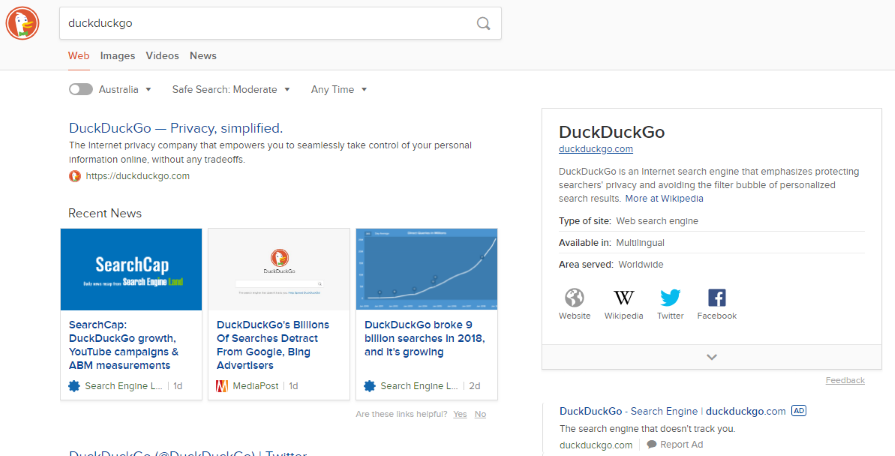 duckduckgo
Web Images Videos News
Australia Safe Search: Moderate Any Time
DuckDuckGo — Privacy, simplified.
The Internet privacy company that empowers you to seamlessly take control of your personal
information online, without any tradeoffs.
https://duckduckgo.com
Recent News
SearchCap
Search Engine Land
SearchCap:
DuckDuckGo growth,
YouTube campaigns &
ABM measurements
Search Engine L... 1d
DuckDuckGo
DuckDuckGo's Billions
Of Searches Detract
From Google, Bing
Advertisers
MediaPost 1d
DuckDuckGo broke 9
billion searches in 2018,
and it's growing
Search Engine L... 2d
Are these links helpful? Yes No
DuckDuckGo (@DuckDuckGo) | Twitter
DuckDuckGo
duckduckgo.com
DuckDuckGo is an Internet search engine that emphasizes protecting
searchers' privacy and avoiding the filter bubble of personalized
search results. More at Wikipedia
Type of site: Web search engine
Available in: Multilingual
Area served: Worldwide
Website Wikipedia Twitter Facebook
Feedback
DuckDuckGo - Search Engine | duckduckgo.com AD
The search engine that doesn't track you.
duckduckgo.com Report Ad